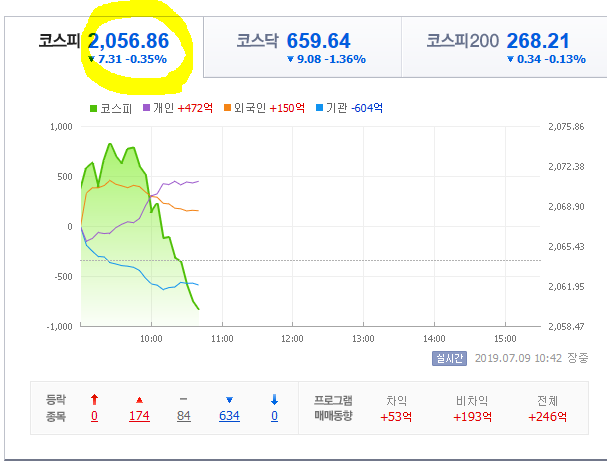 코스피 2,056.86 코스닥 659.64 코스피200 268.21
▼7.31 -0.35% ▼9.08 -1.36% ▼0.34 -0.13%
코스피 개인 +472억 외국인 +150억 기관 -604억
1,000 2,075.86
500 2,072.38
0 2,068.90
2,065.43
-500 2,061.95
-1,000 2,058.47
10:00 11:00 12:00 13:00 14:00 15:00
실시간 2019.07.09 10:42 장중
등락 ↑ ▲ － ▼ ↓ 프로그램 차익 비차익 전체
종목 0 174 84 634 0 매매동향 +53억 +193억 +246억